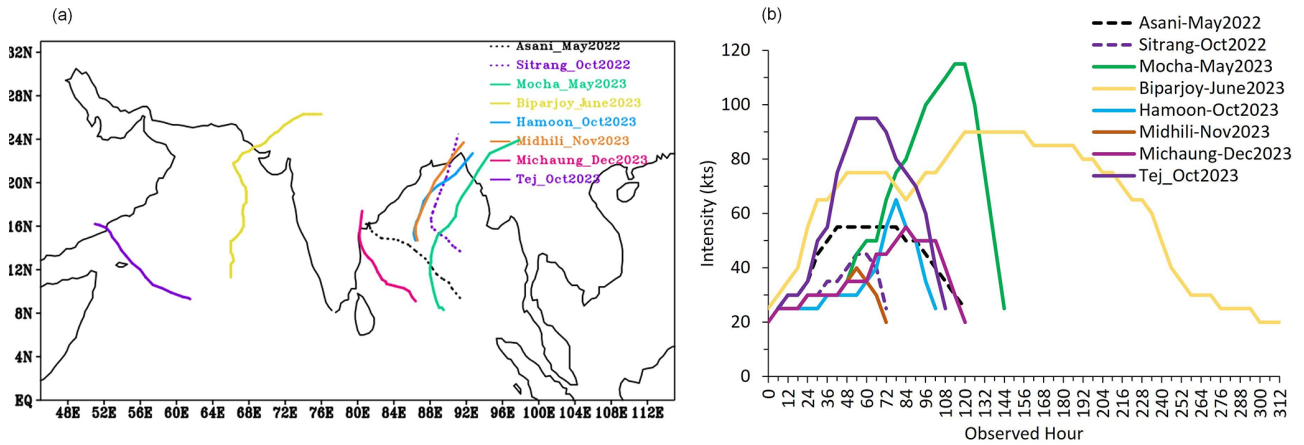 (a)
Asani_May2022
Sitrang_Oct2022
Mocha_May2023
Biparjoy_June2023
Hamoon_Oct2023
Midhili_Nov2023
Michaung_Dec2023
Tej_Oct2023
32N
28N
24N
20N
16N
12N
8N
4N
EQ
48E 52E 56E 60E 64E 68E 72E 76E 80E 84E 88E 92E 96E 100E 104E 108E 112E
(b)
Asani-May2022
Sitrang-Oct2022
Mocha-May2023
Biparjoy-June2023
Hamoon-Oct2023
Midhili-Nov2023
Michaung-Dec2023
Tej_Oct2023
Intensity (kts)
120
100
80
60
40
20
0
0 12 24 36 48 60 72 84 96 108 120 132 144 156 168 180 192 204 216 228 240 252 264 276 288 300 312
Observed Hour